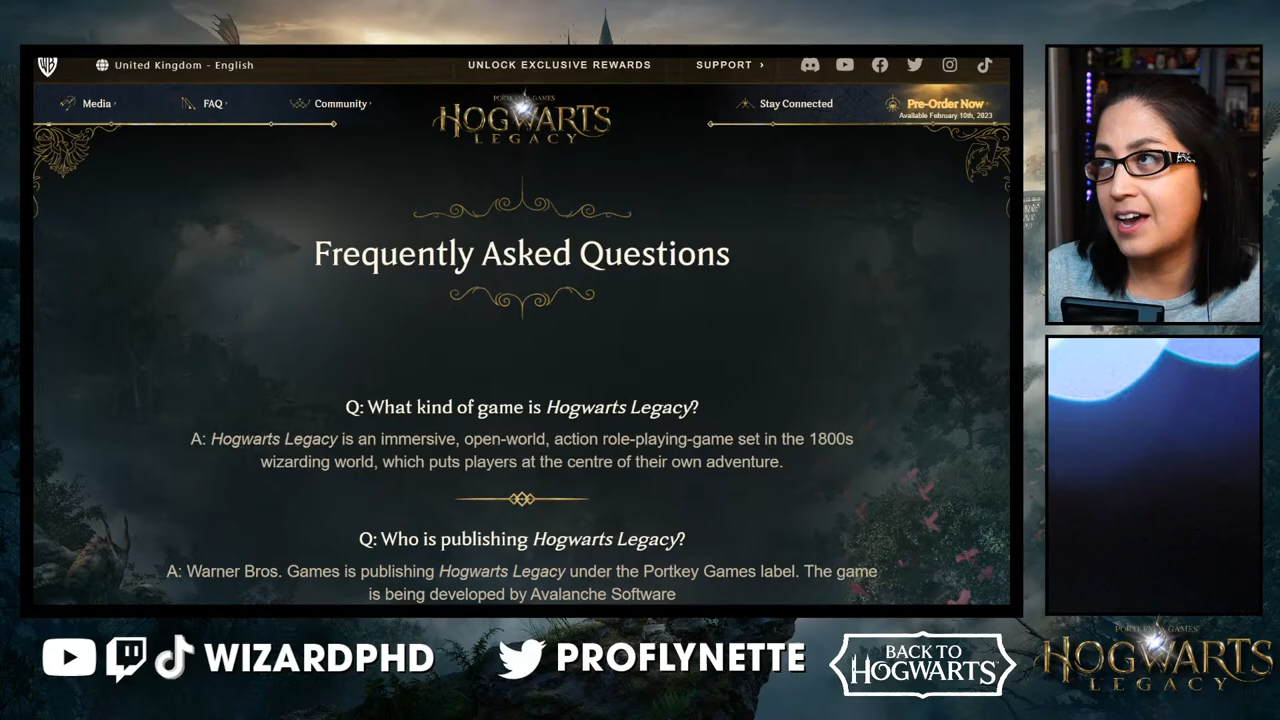 United Kingdom - English
UNLOCK EXCLUSIVE REWARDS
SUPPORT ›
Media ›
FAQ ›
Community ›
PORTKEY GAMES
HOGWARTS
LEGACY
Stay Connected
Pre-Order Now
Available February 10th, 2023
Frequently Asked Questions
Q: What kind of game is Hogwarts Legacy?
A: Hogwarts Legacy is an immersive, open-world, action role-playing-game set in the 1800s
wizarding world, which puts players at the centre of their own adventure.
Q: Who is publishing Hogwarts Legacy?
A: Warner Bros. Games is publishing Hogwarts Legacy under the Portkey Games label. The game
is being developed by Avalanche Software
WIZARDPHD
PROFLYNETTE
BACK TO
HOGWARTS
PORTKEY GAMES
HOGWARTS
LEGACY